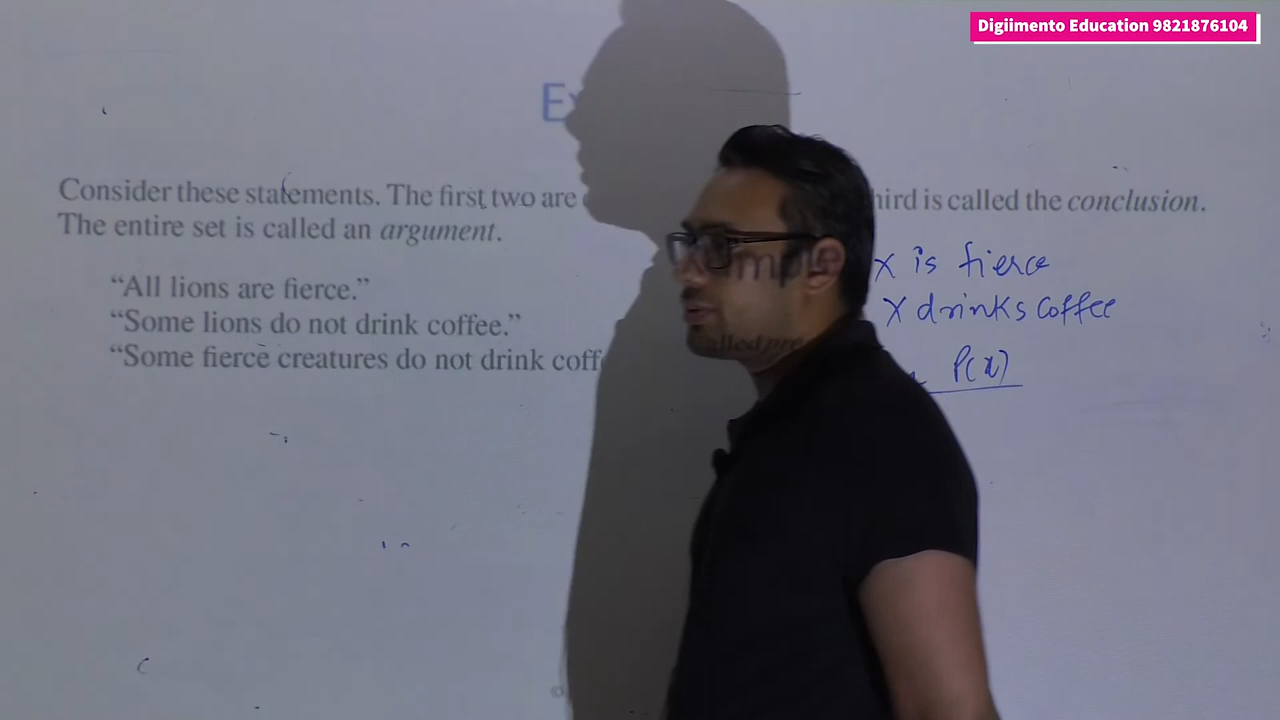 Digiimento Education 9821876104
Consider these statements. The first two are hird is called the conclusion.
The entire set is called an argument.
x is fierce
"All lions are fierce."
x drinks coffee
"Some lions do not drink coffee."
"Some fierce creatures do not drink coff
P(x)